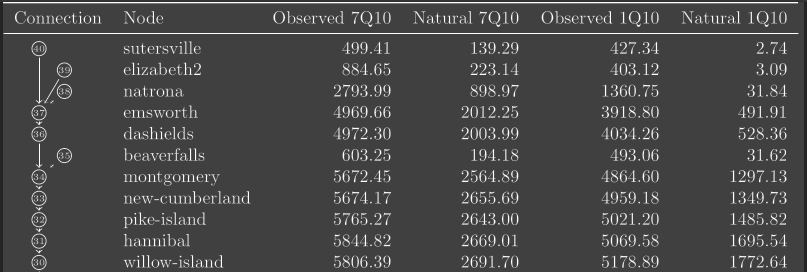 Connection Node Observed 7Q10 Natural 7Q10 Observed 1Q10 Natural 1Q10
40 sutersville 499.41 139.29 427.34 2.74
39 elizabeth2 884.65 223.14 403.12 3.09
38 natrona 2793.99 898.97 1360.75 31.84
37 emsworth 4969.66 2012.25 3918.80 491.91
36 dashields 4972.30 2003.99 4034.26 528.36
35 beaverfalls 603.25 194.18 493.06 31.62
34 montgomery 5672.45 2564.89 4864.60 1297.13
33 new-cumberland 5674.17 2655.69 4959.18 1349.73
32 pike-island 5765.27 2643.00 5021.20 1485.82
31 hannibal 5844.82 2669.01 5069.58 1695.54
30 willow-island 5806.39 2691.70 5178.89 1772.64